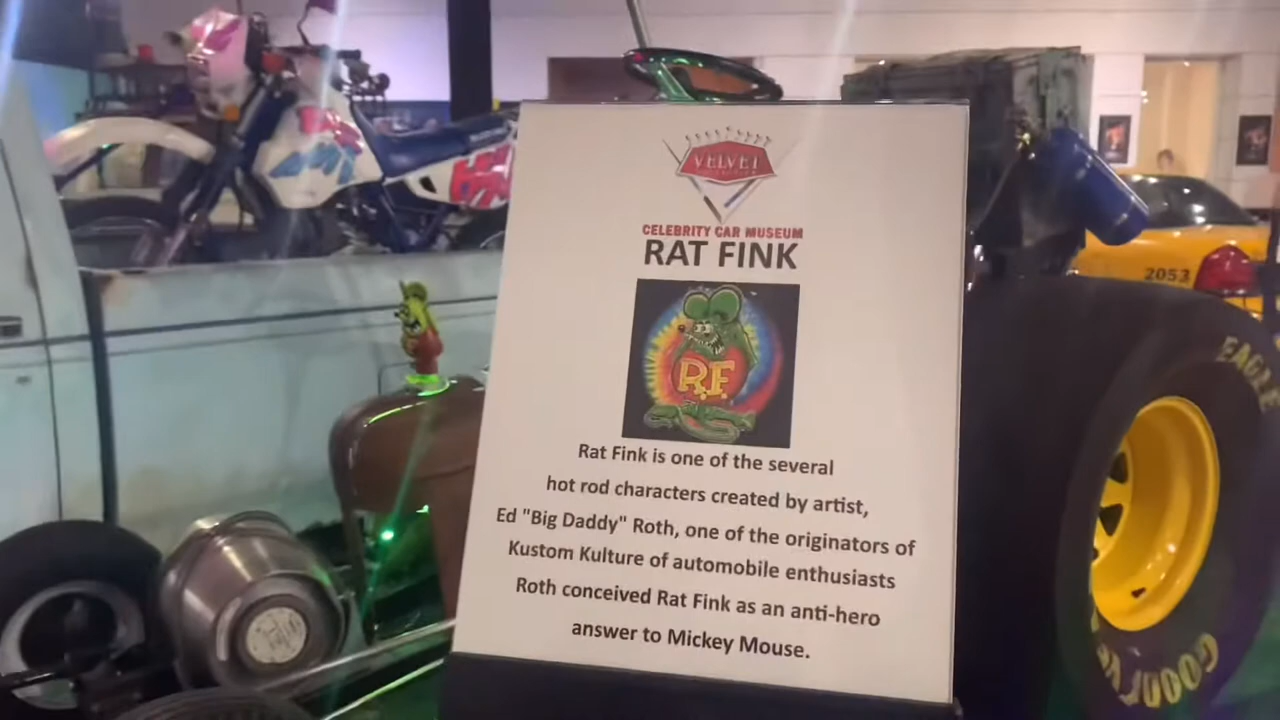 VELVET
CELEBRITY CAR MUSEUM
RAT FINK
R.F.
Rat Fink is one of the several
hot rod characters created by artist,
Ed "Big Daddy" Roth, one of the originators of
Kustom Kulture of automobile enthusiasts
Roth conceived Rat Fink as an anti-hero
answer to Mickey Mouse.
2053
EAGLE